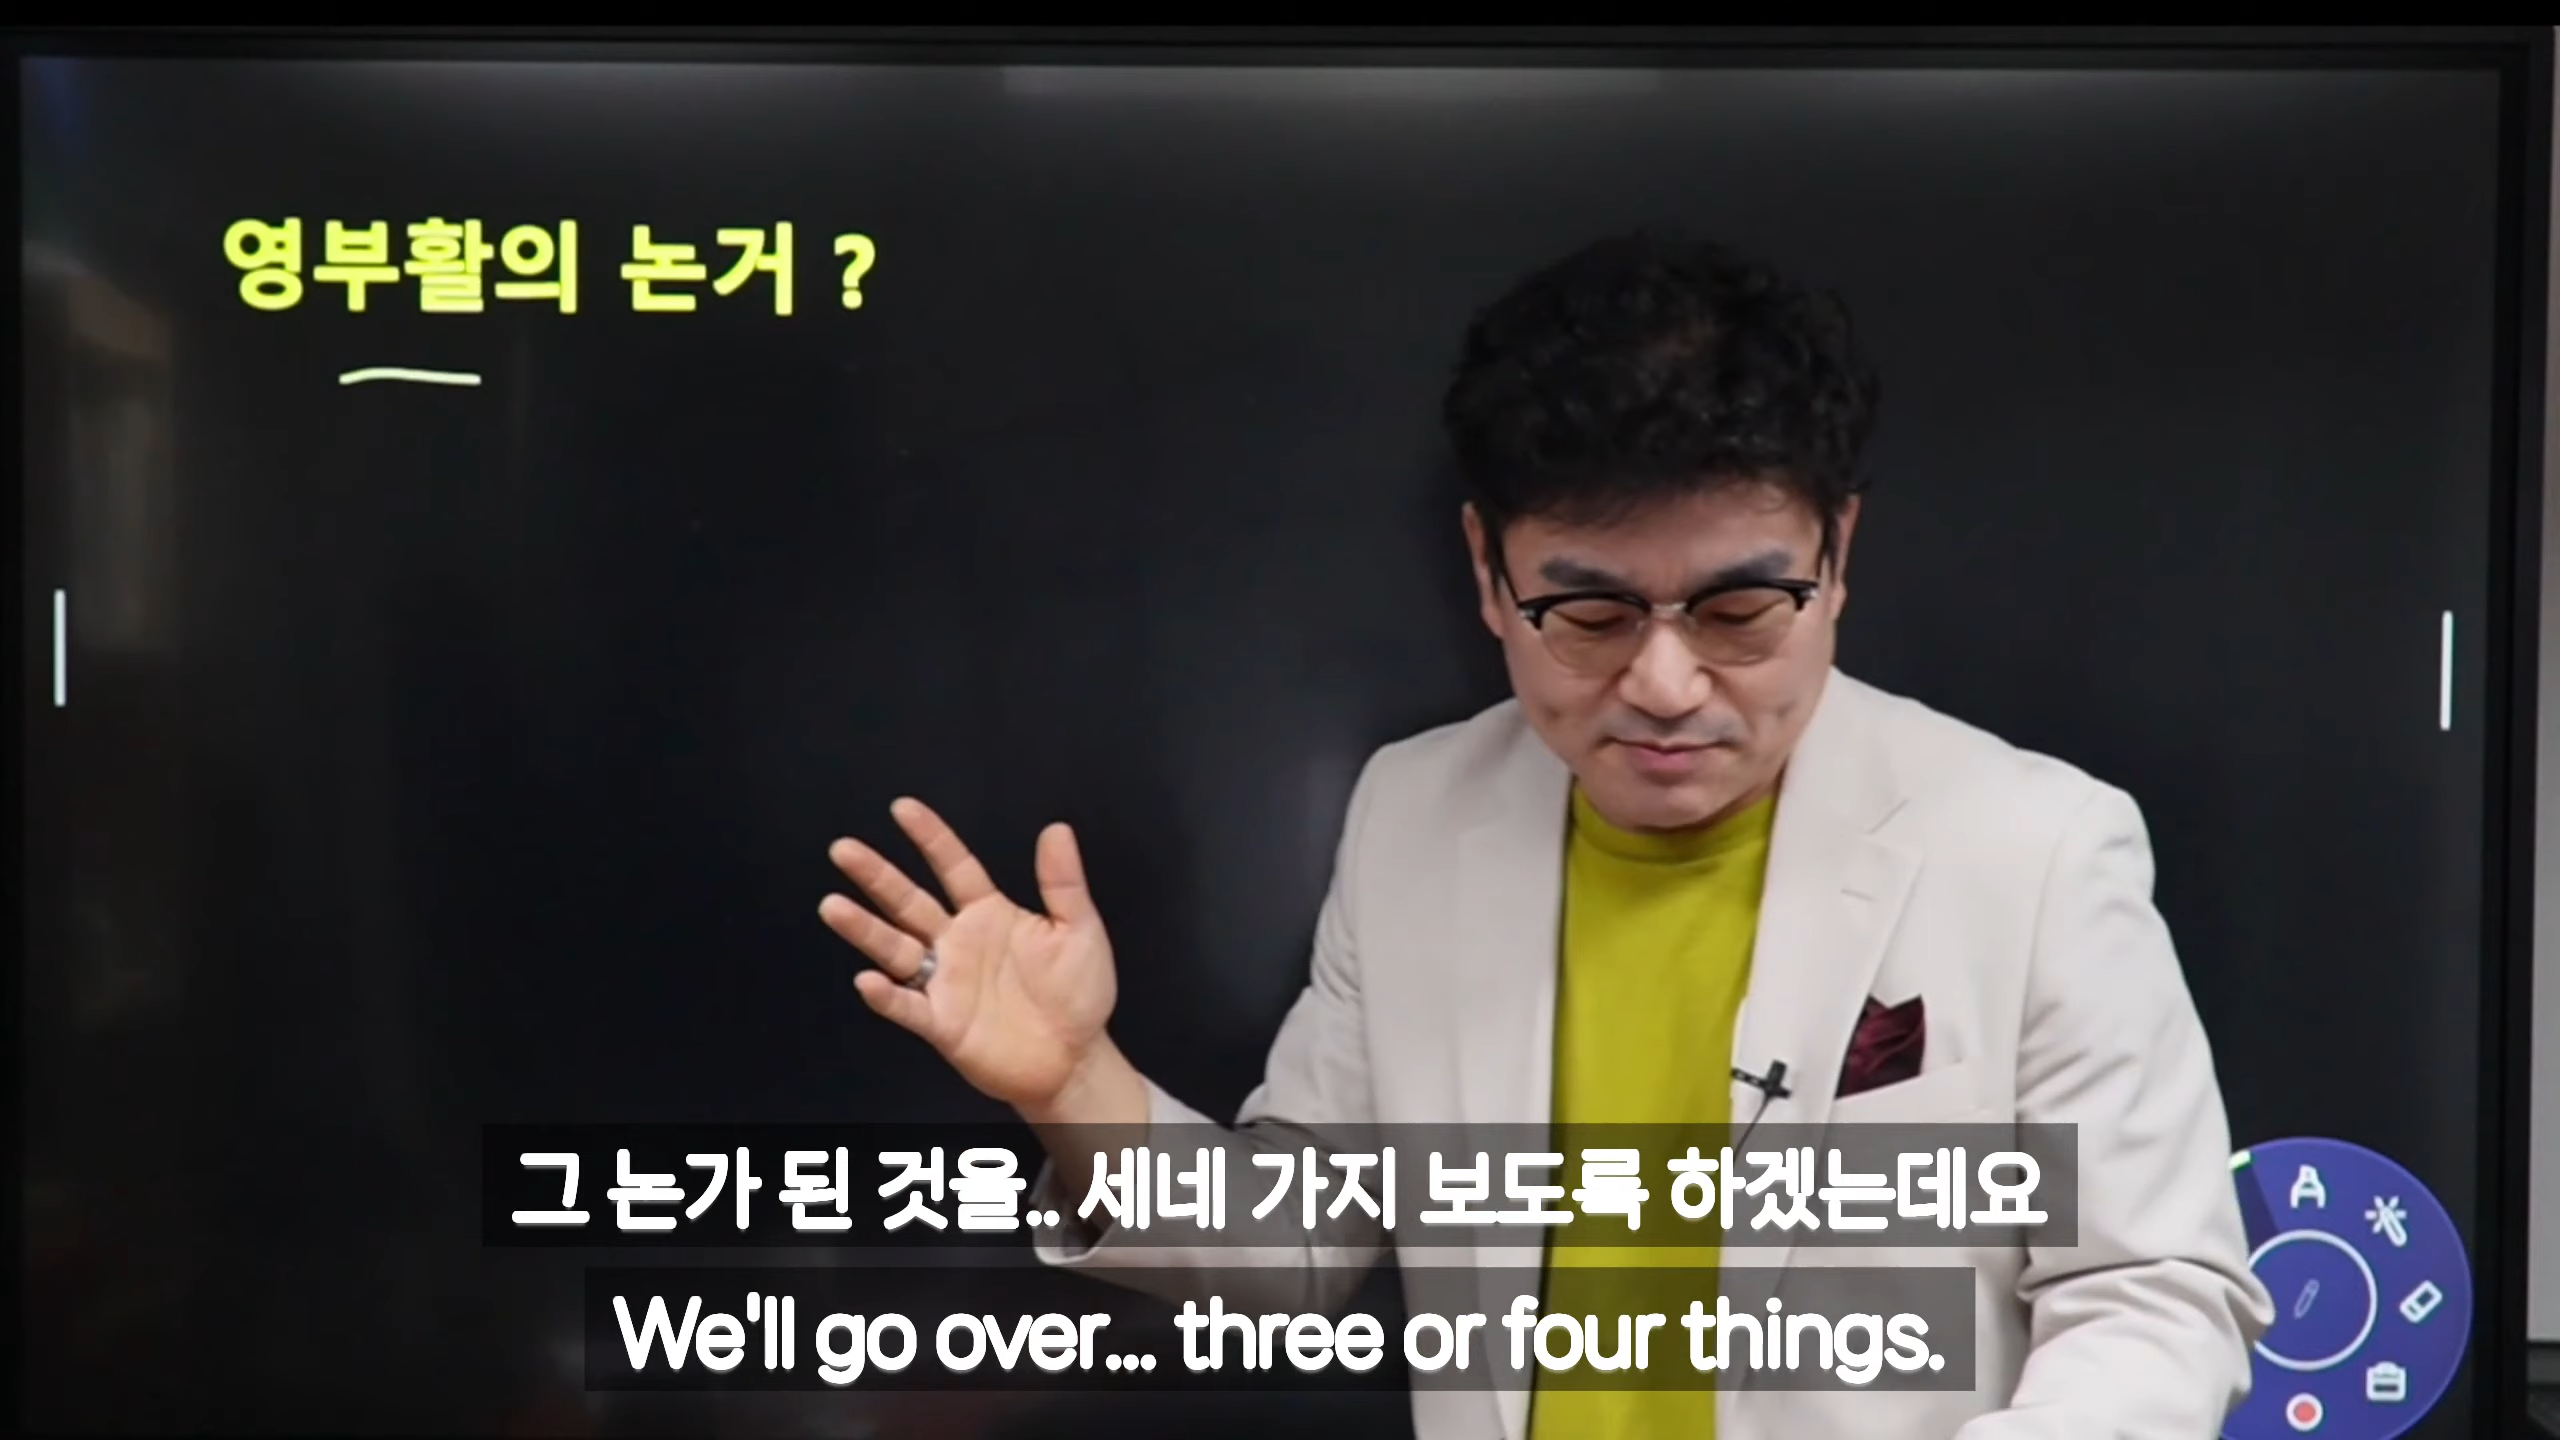 영부활의 논거 ?
그 논가 된 것을.. 세네 가지 보도록 하겠는데요
We'll go over... three or four things.